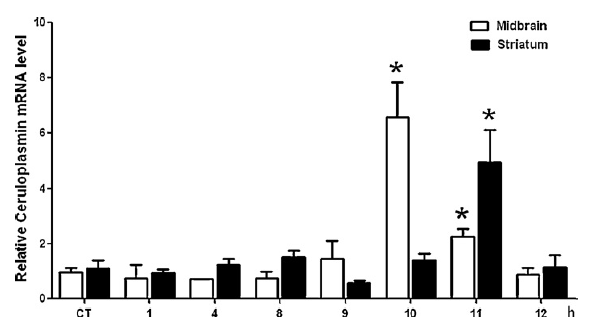 10
Midbrain
Striatum
8
6
4
2
0
Relative Ceruloplasmin mRNA level
* * *
CT 1 4 8 9 10 11 12 h